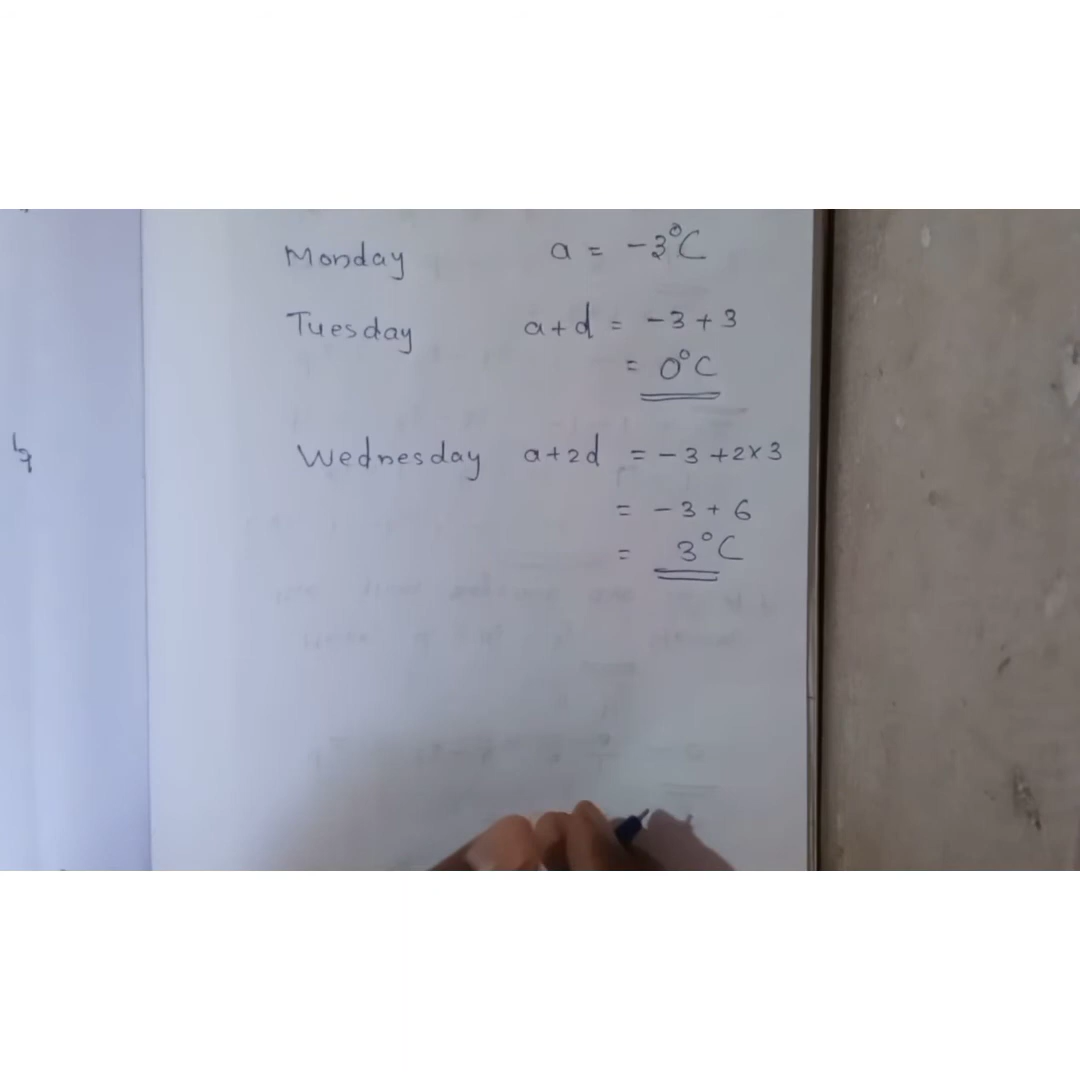 Monday a = -3°C
Tuesday a+d = -3+3
= 0°C
Wednesday a+2d = -3+2×3
= -3+6
= 3°C